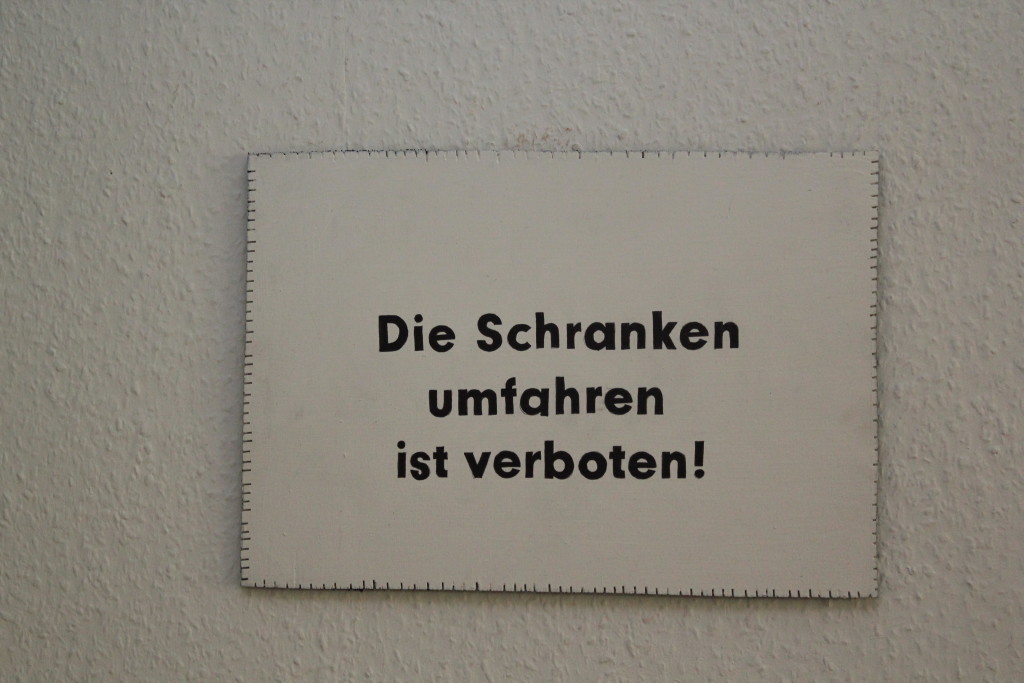 Die Schranken
umfahren
ist verboten!